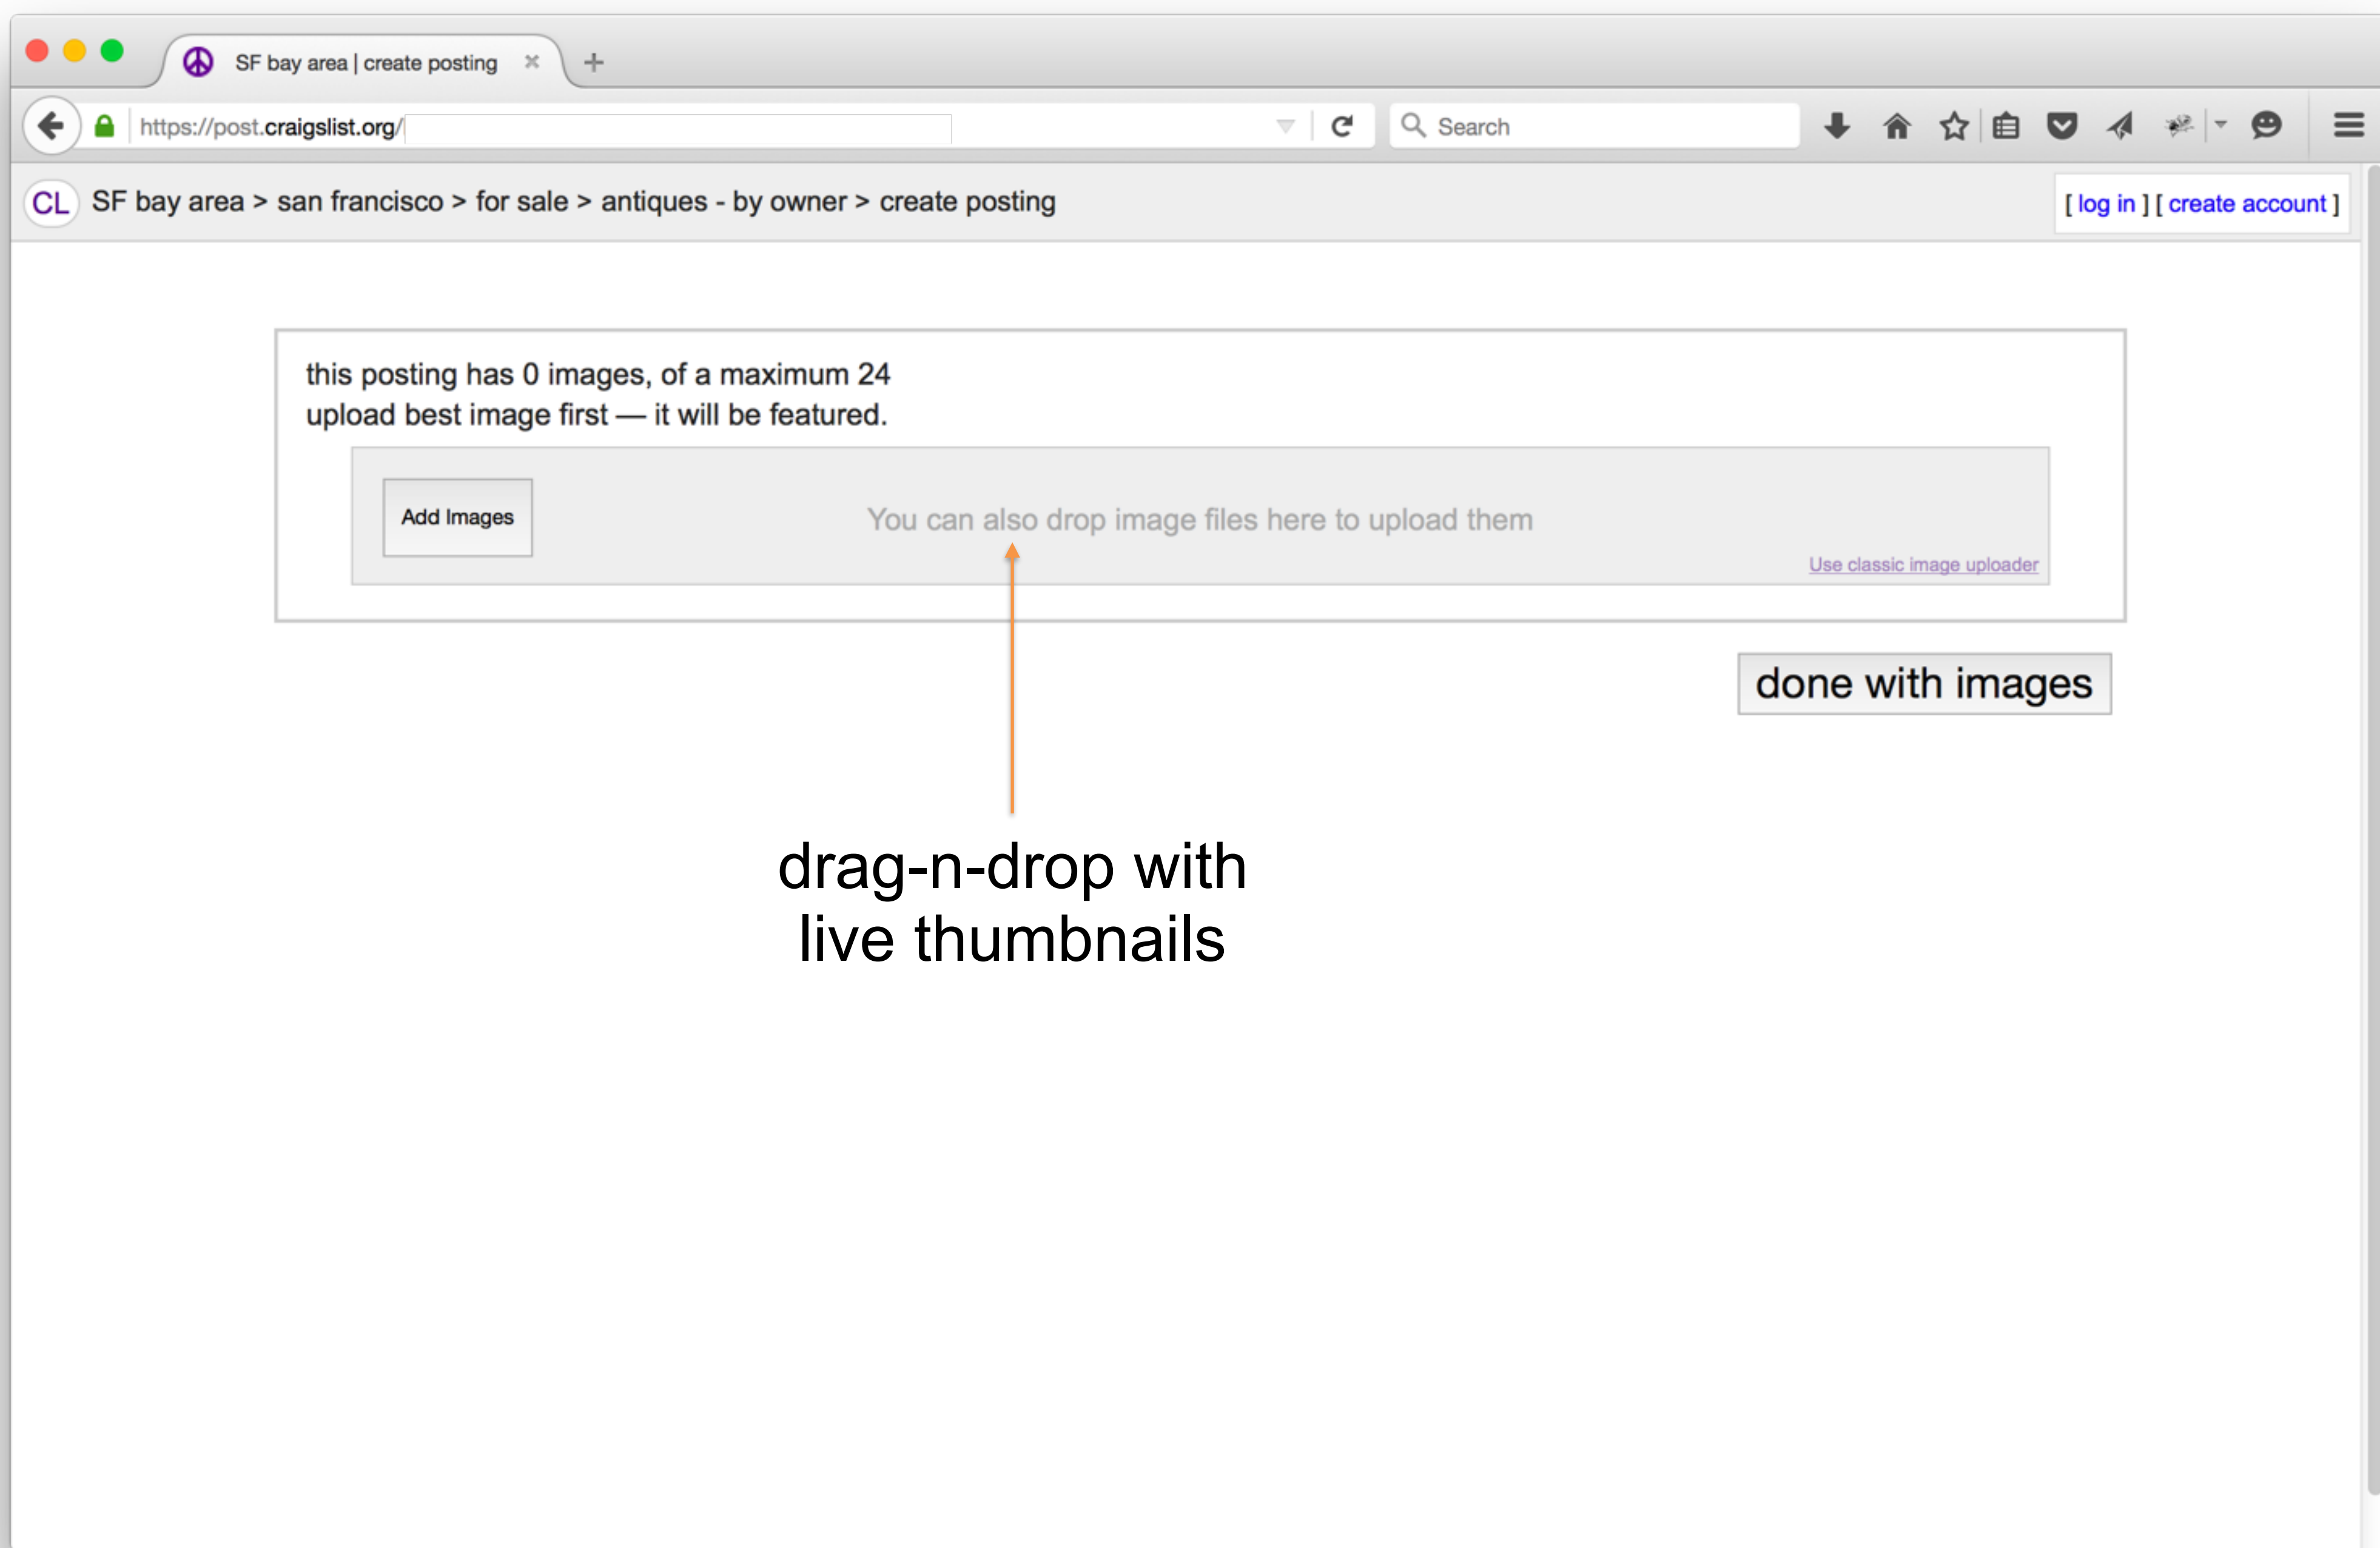 SF bay area | create posting
https://post.craigslist.org/
Search
CL SF bay area > san francisco > for sale > antiques - by owner > create posting
[ log in ] [ create account ]
this posting has 0 images, of a maximum 24
upload best image first — it will be featured.
Add Images
You can also drop image files here to upload them
Use classic image uploader
done with images
drag-n-drop with
live thumbnails